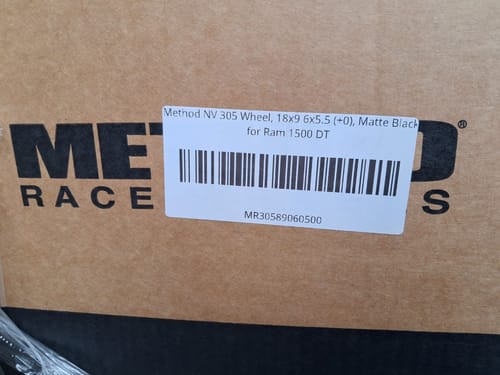 Method NV 305 Wheel, 18x9 6x5.5 (+0), Matte Black
for Ram 1500 DT
MR30589060500
RACE
S
®